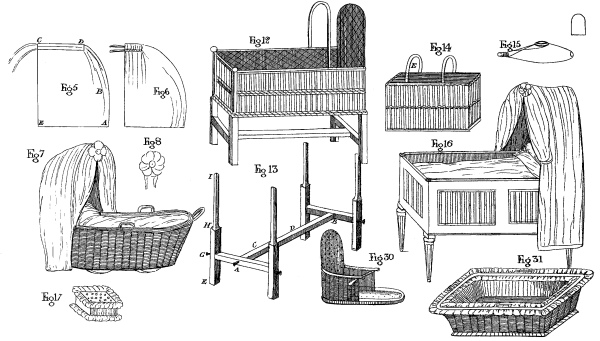 C D
Fig 5
B
E A
Fig 6
Fig 12
E
Fig 14
Fig 15
Fig 7
Fig 8
Fig 13
I
H
G
E
A
C
D
B
Fig 16
Fig 30
Fig 17
Fig 31